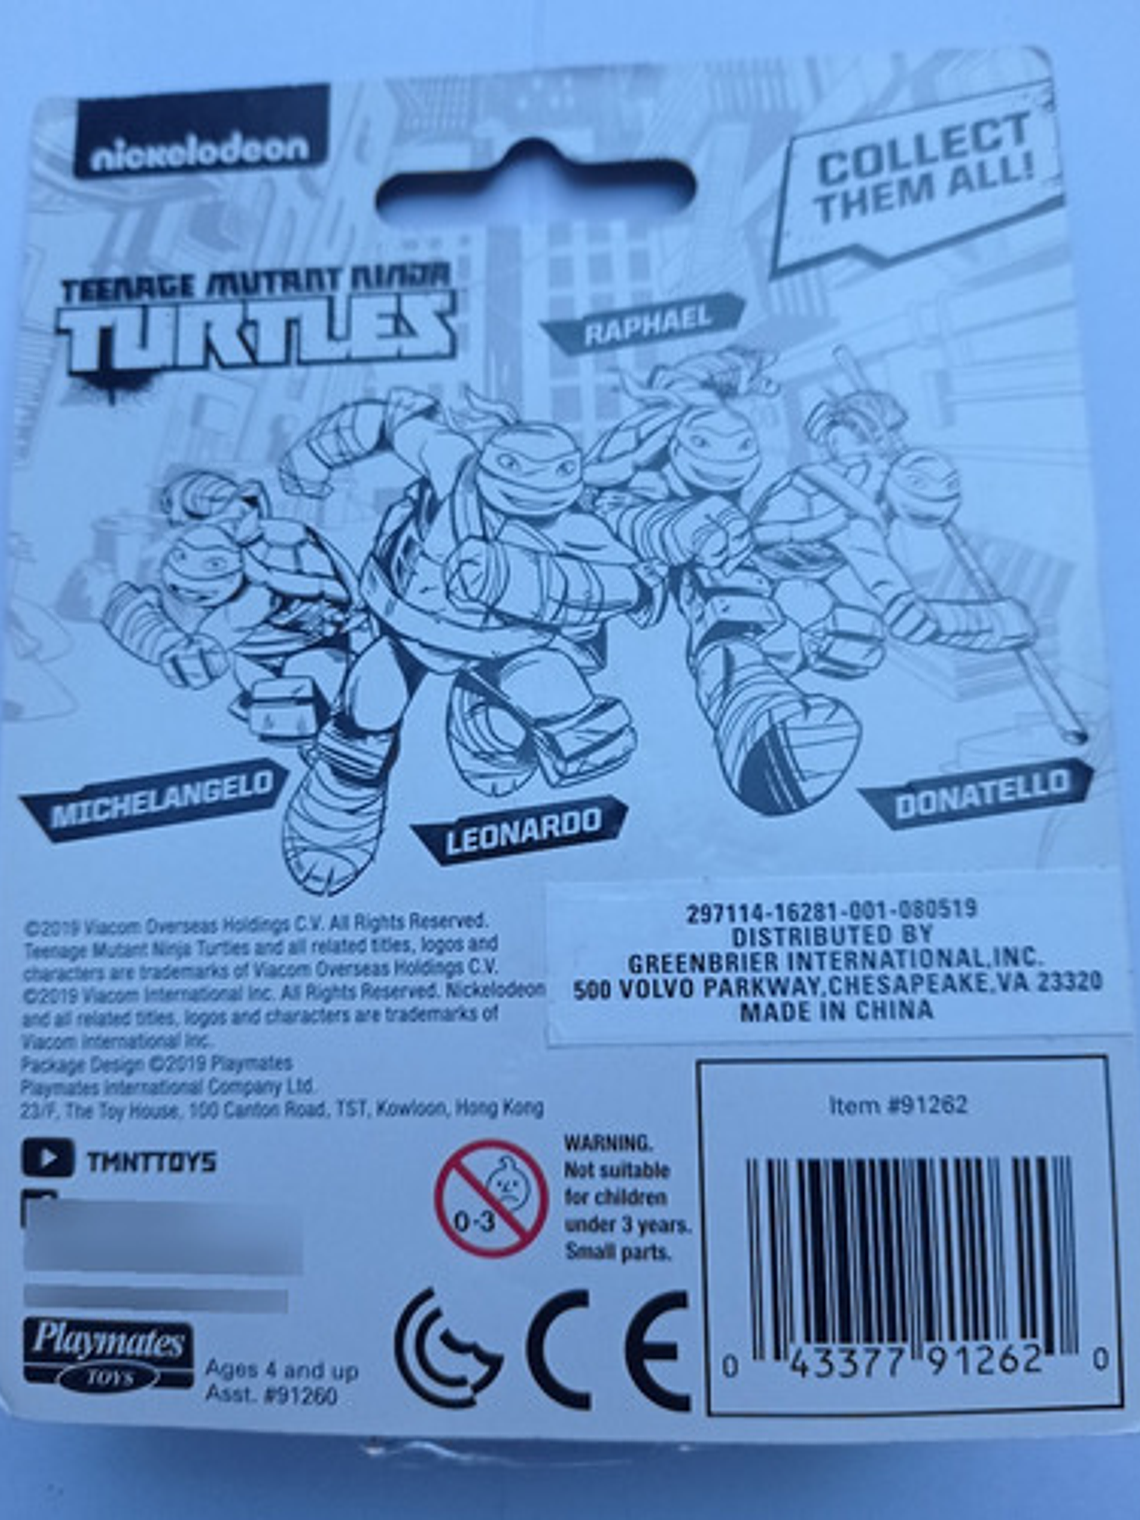 nickelodeon
COLLECT
THEM ALL!
TEENAGE MUTANT NINJA
TURTLES
RAPHAEL
MICHELANGELO
LEONARDO
DONATELLO
©2019 Viacom Overseas Holdings C.V. All Rights Reserved.
Teenage Mutant Ninja Turtles and all related titles, logos and
characters are trademarks of Viacom Overseas Holdings C.V.
©2019 Viacom International Inc. All Rights Reserved. Nickelodeon
and all related titles, logos and characters are trademarks of
Viacom International Inc.
Package Design ©2019 Playmates
Playmates International Company Ltd.
23/F, The Toy House, 100 Canton Road, TST, Kowloon, Hong Kong
297114-16281-001-080519
DISTRIBUTED BY
GREENBRIER INTERNATIONAL,INC.
500 VOLVO PARKWAY,CHESAPEAKE,VA 23320
MADE IN CHINA
TMNTTOYS
0-3
WARNING.
Not suitable
for children
under 3 years.
Small parts.
Item #91262
0 43377 91262 0
Playmates
TOYS
Ages 4 and up
Asst. #91260
CE